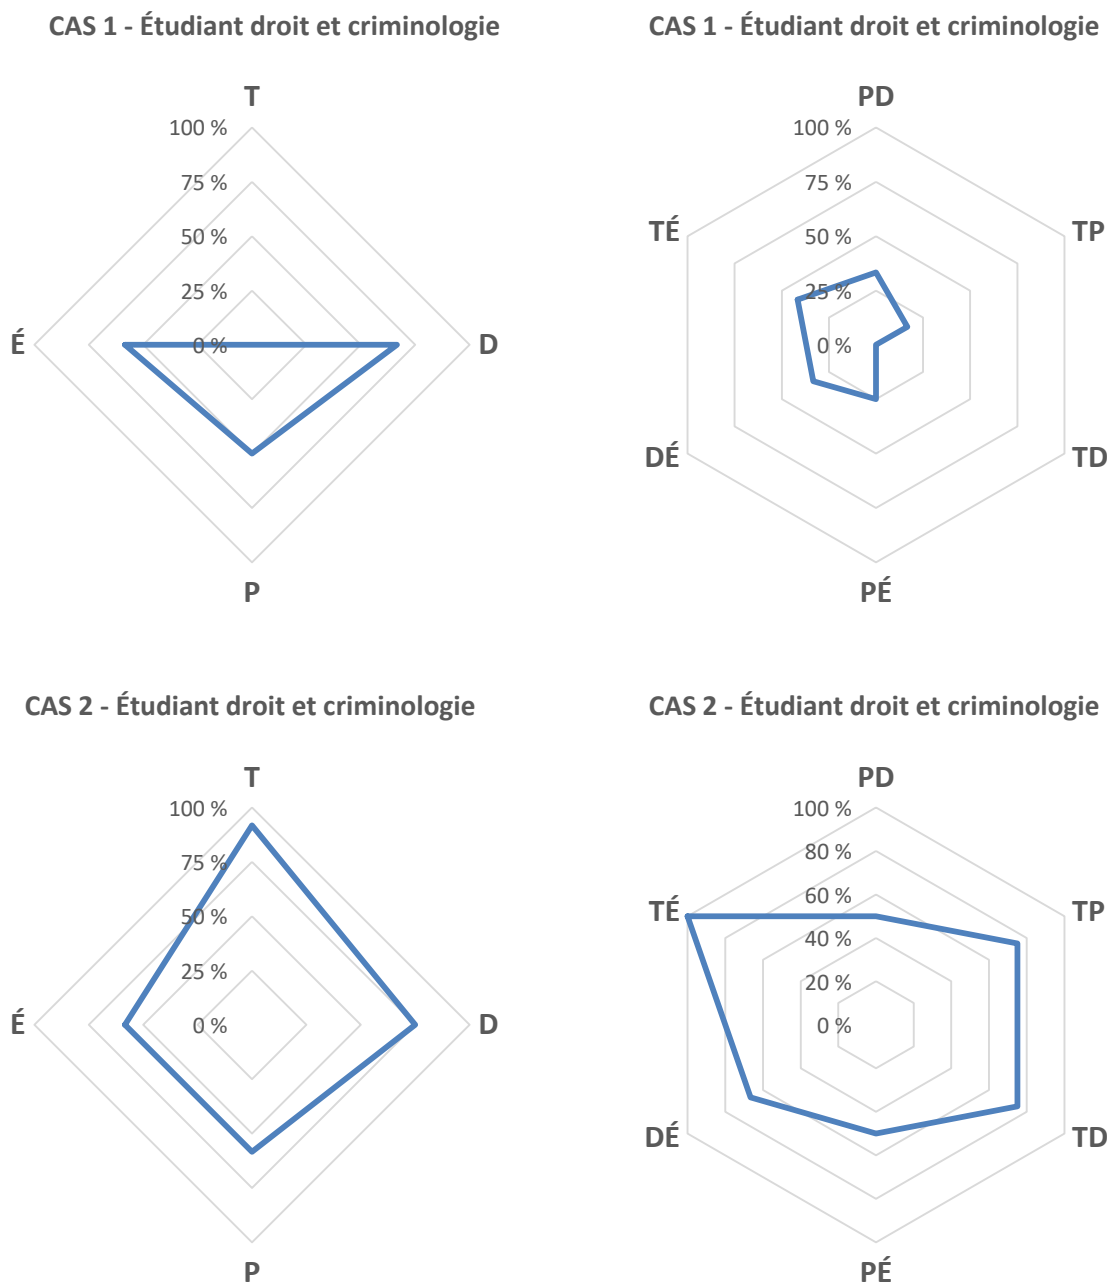 CAS 1 - Étudiant droit et criminologie
T
100 %
75 %
50 %
25 %
0 %
É
D
P
CAS 1 - Étudiant droit et criminologie
PD
100 %
75 %
50 %
25 %
0 %
TÉ
TP
DÉ
TD
PÉ
CAS 2 - Étudiant droit et criminologie
T
100 %
75 %
50 %
25 %
0 %
É
D
P
CAS 2 - Étudiant droit et criminologie
PD
100 %
80 %
60 %
40 %
20 %
0 %
TÉ
TP
DÉ
TD
PÉ